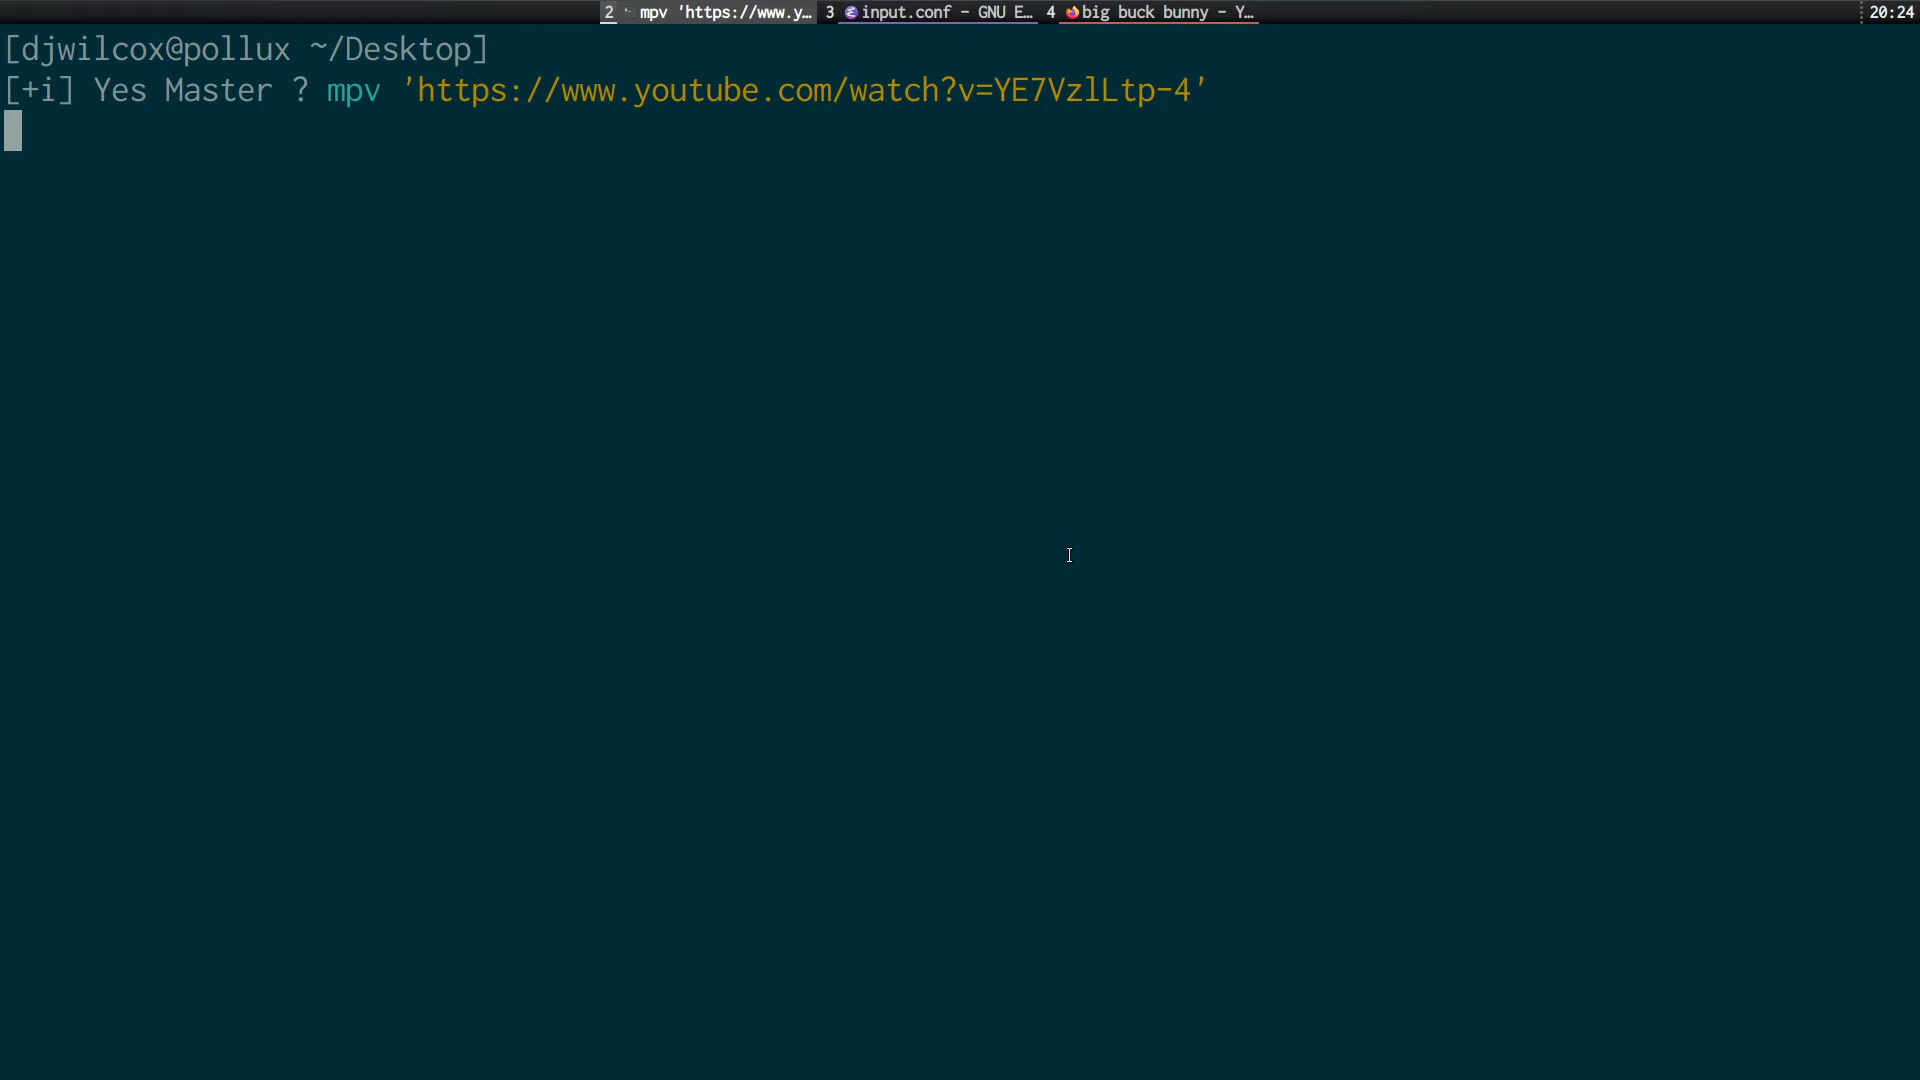 2 mpv 'https://www.y… 3 input.conf - GNU E… 4 big buck bunny - Y… 20:24
[djwilcox@pollux ~/Desktop]
[+i] Yes Master ? mpv 'https://www.youtube.com/watch?v=YE7VzlLtp-4'